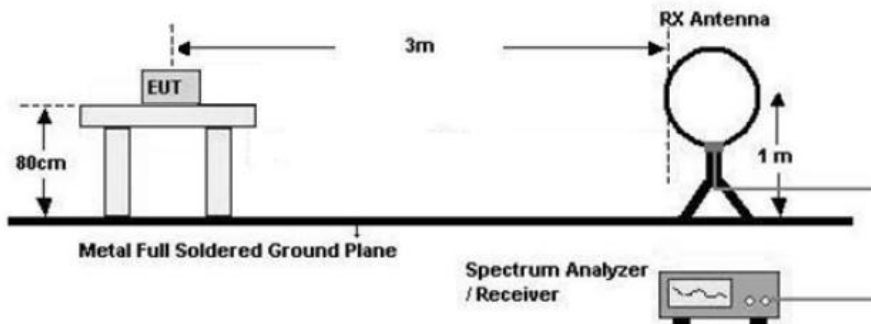 RX Antenna
3m
EUT
80cm
1 m
Metal Full Soldered Ground Plane
Spectrum Analyzer
/ Receiver